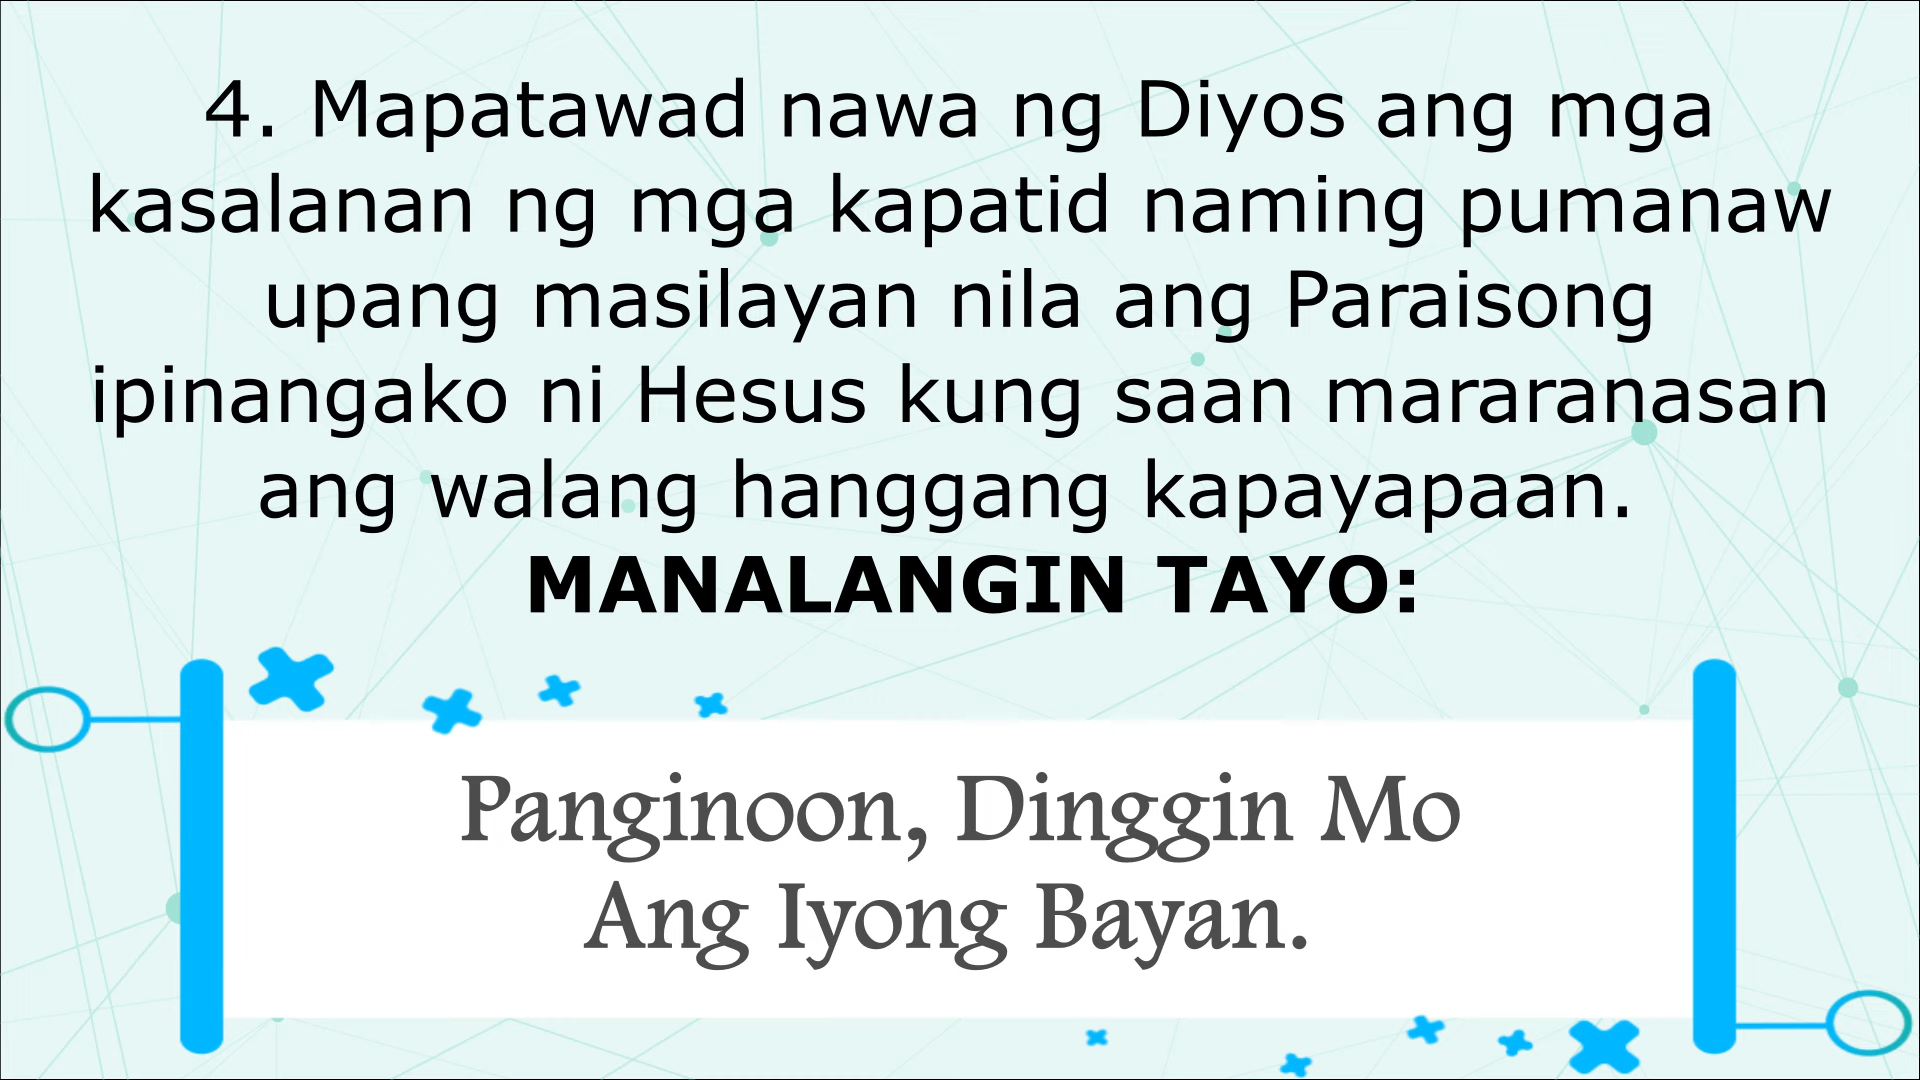 4. Mapatawad nawa ng Diyos ang mga
kasalanan ng mga kapatid naming pumanaw
upang masilayan nila ang Paraisong
ipinangako ni Hesus kung saan mararanasan
ang walang hanggang kapayapaan.
MANALANGIN TAYO:
Panginoon, Dinggin Mo
Ang Iyong Bayan.